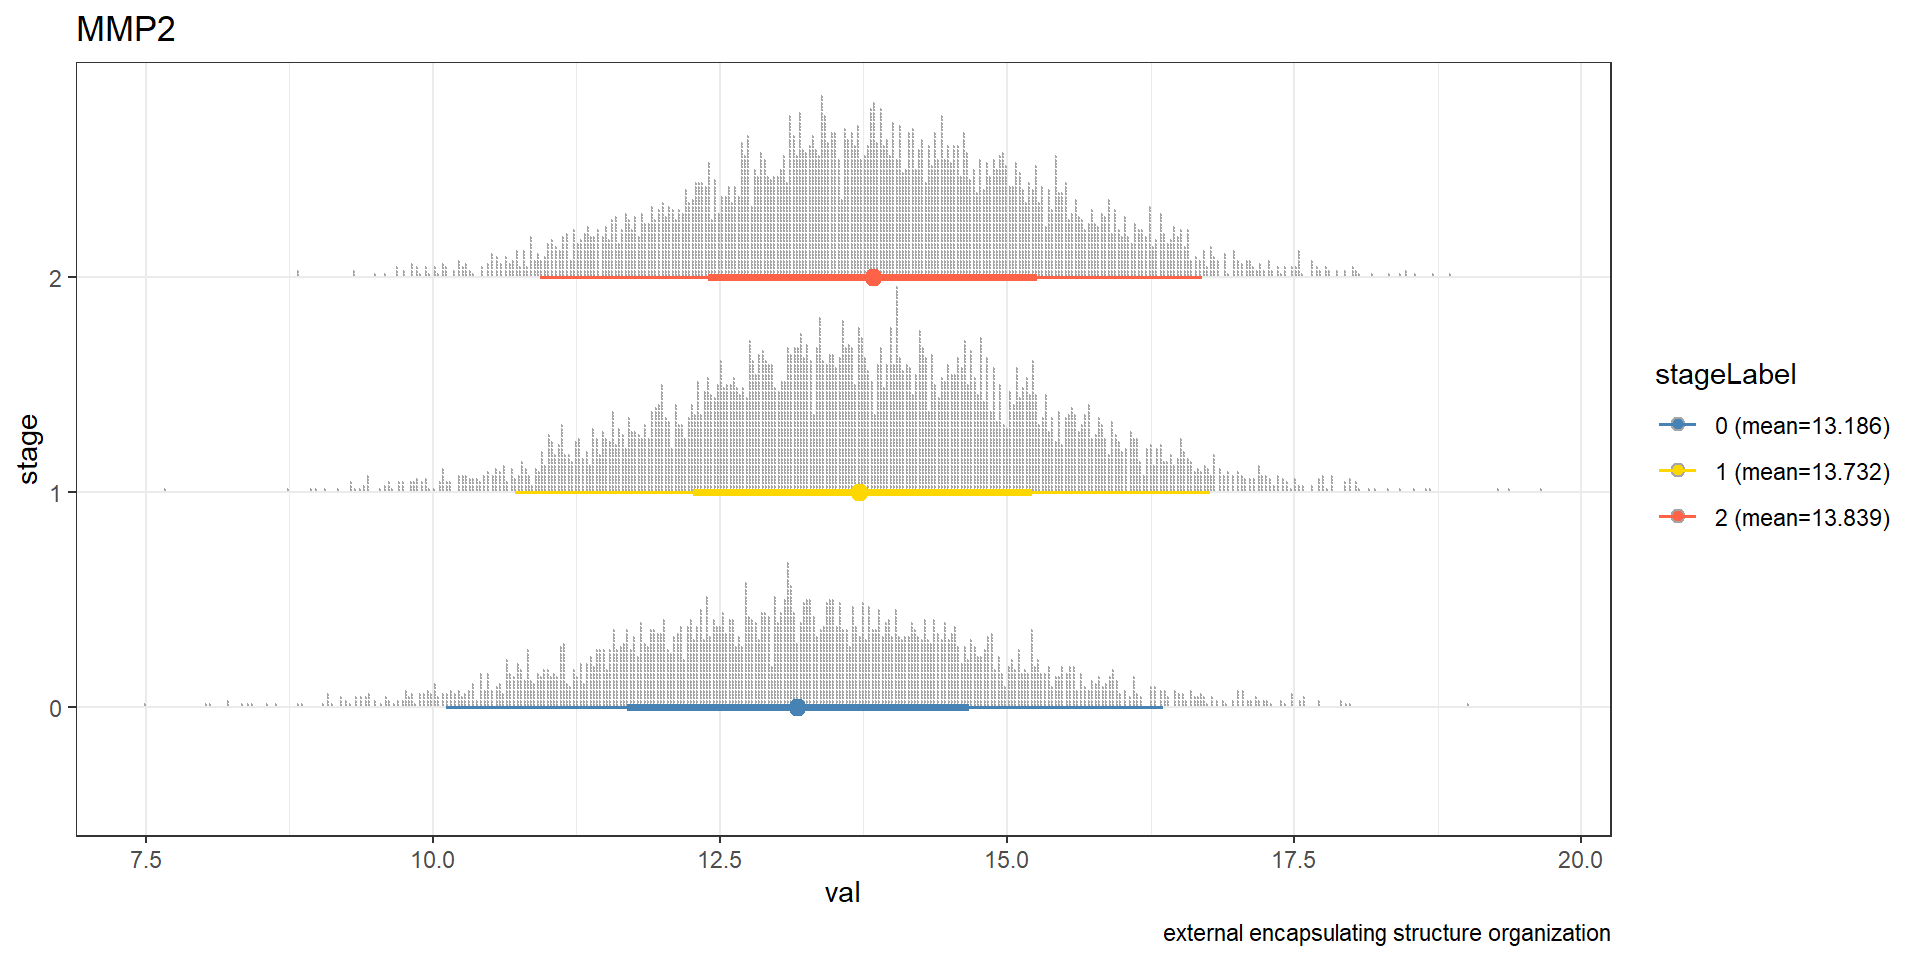 MMP2
2
1
0
stage
7.5
10.0
12.5
15.0
17.5
20.0
val
stageLabel
0 (mean=13.186)
1 (mean=13.732)
2 (mean=13.839)
external encapsulating structure organization